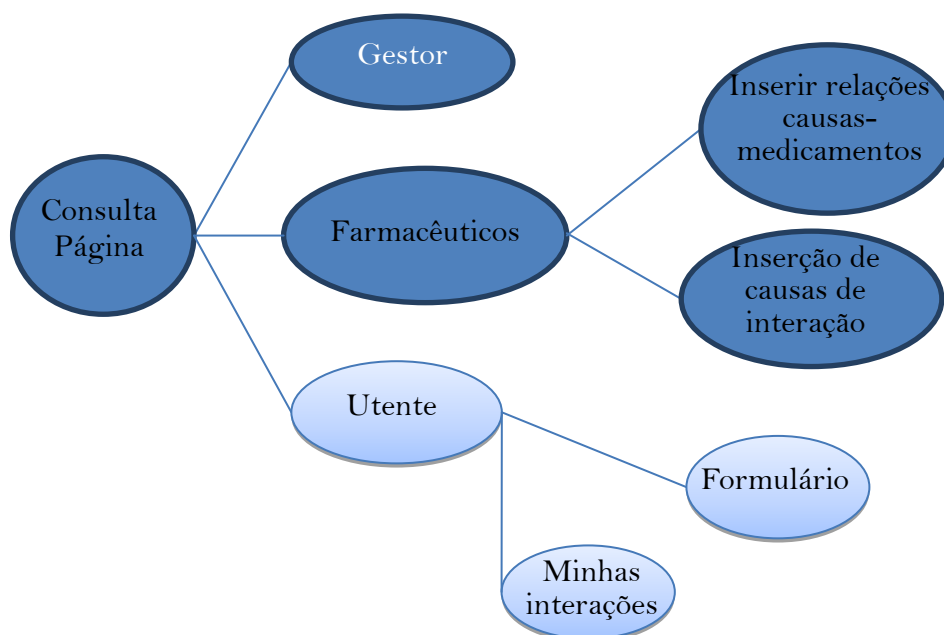 Gestor
Inserir relações
causas-
medicamentos
Consulta
Página
Farmacêuticos
Inserção de
causas de
interação
Utente
Formulário
Minhas
interações